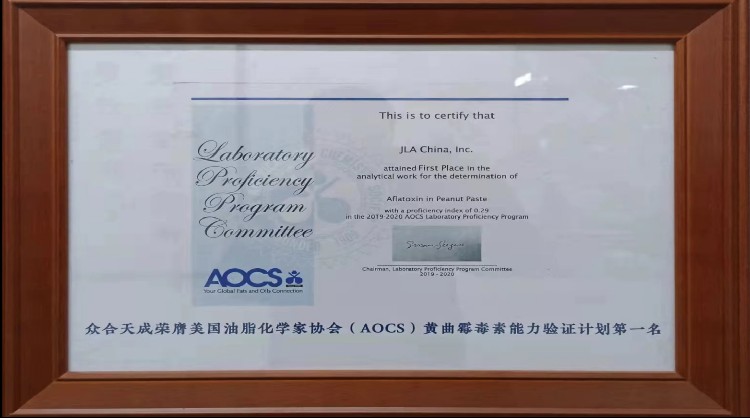 This is to certify that
JLA China, Inc.
attained First Place in the
analytical work for the determination of
Aflatoxin in Peanut Paste
with a proficiency index of 0.29
in the 2019-2020 AOCS Laboratory Proficiency Program
Chairman, Laboratory Proficiency Program Committee
2019 - 2020
Laboratory
Proficiency
Program
Committee
AOCS
Your Global Fats and Oils Connection
众合天成荣膺美国油脂化学家协会（AOCS）黄曲霉毒素能力验证计划第一名